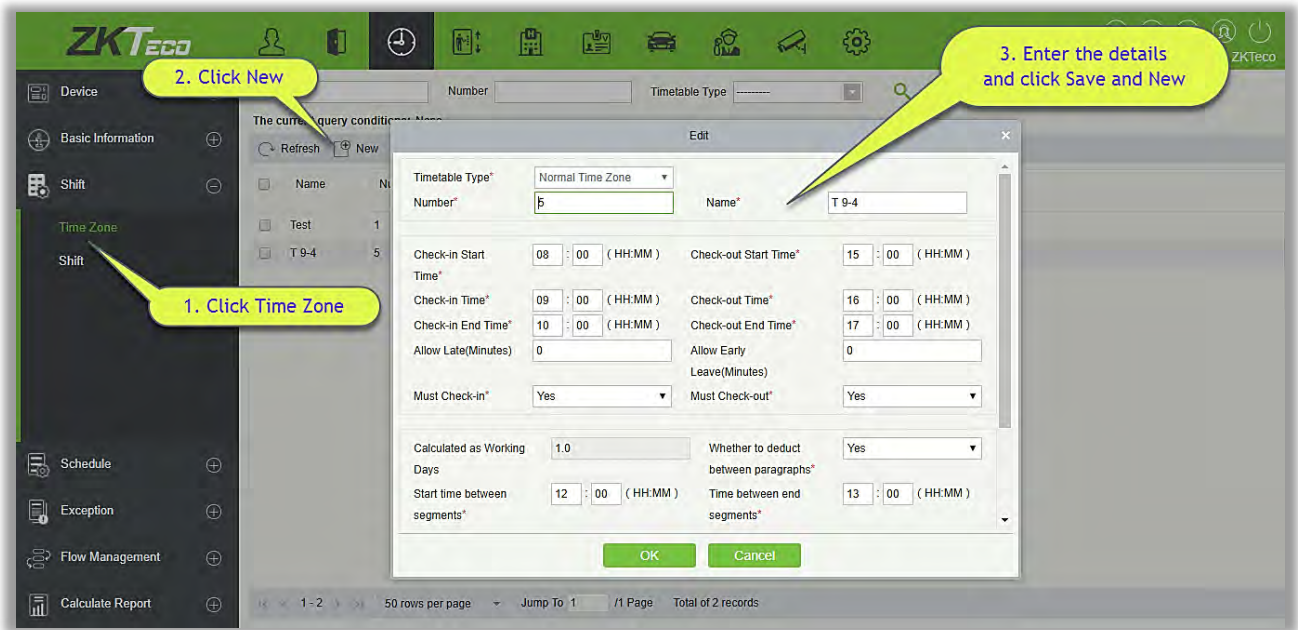 ZKTECO
ZKTeco
2. Click New
3. Enter the details
and click Save and New
Device
Number
Timetable Type ---------
The current query conditions: None
Basic Information
Refresh
New
Edit
Shift
Name
Timetable Type* Normal Time Zone
Number* 5 Name* T 9-4
Time Zone
Test 1
Shift
T 9-4 5
Check-in Start Time* 08 : 00 ( HH:MM ) Check-out Start Time* 15 : 00 ( HH:MM )
1. Click Time Zone
Check-in Time* 09 : 00 ( HH:MM ) Check-out Time* 16 : 00 ( HH:MM )
Check-in End Time* 10 : 00 ( HH:MM ) Check-out End Time* 17 : 00 ( HH:MM )
Allow Late(Minutes) 0 Allow Early Leave(Minutes) 0
Must Check-in* Yes Must Check-out* Yes
Calculated as Working Days 1.0 Whether to deduct between paragraphs* Yes
Start time between segments* 12 : 00 ( HH:MM ) Time between end segments* 13 : 00 ( HH:MM )
Schedule
Exception
Flow Management
OK Cancel
Calculate Report
1-2 50 rows per page Jump To 1 /1 Page Total of 2 records